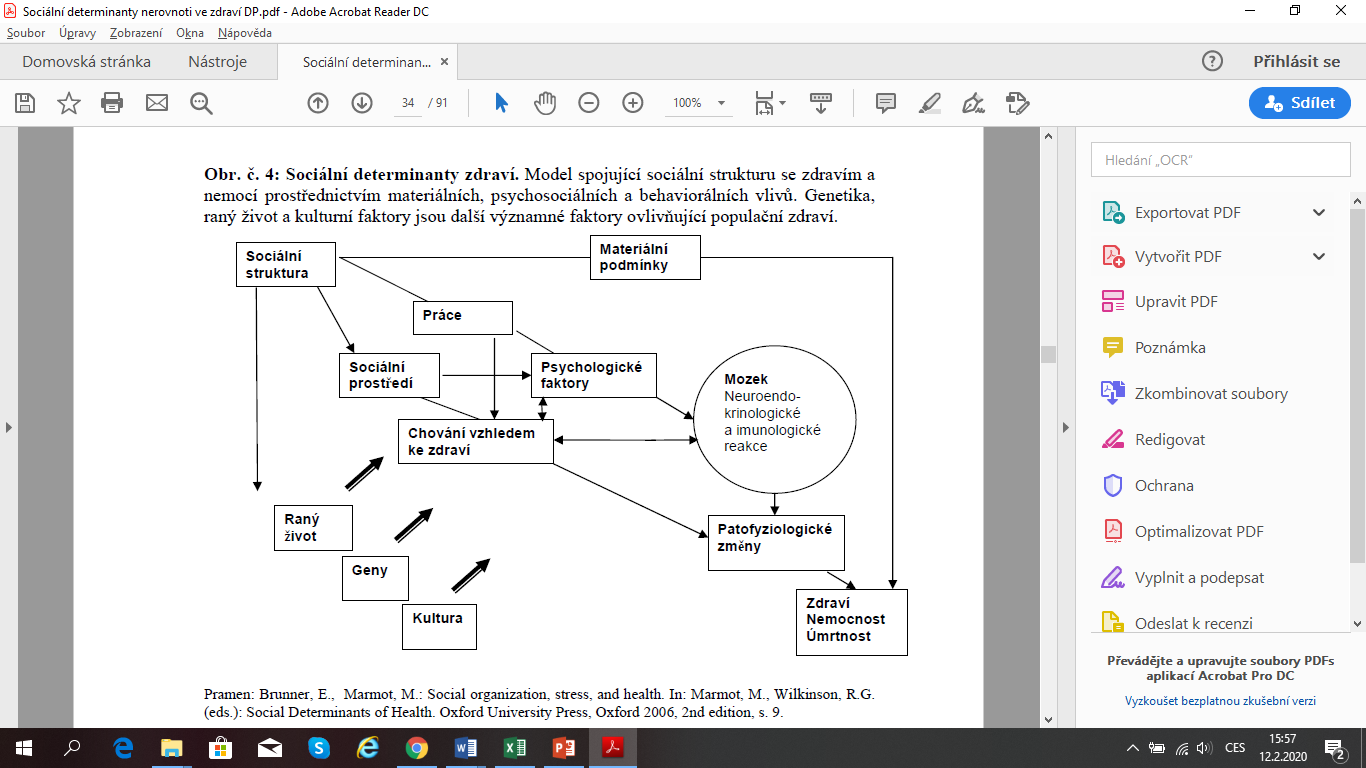 Sociální determinanty nerovnoti ve zdraví DP.pdf - Adobe Acrobat Reader DC
Soubor Úpravy Zobrazení Okna Nápověda
Domovská stránka Nástroje Sociální determinan...
Přihlásit se
34 / 91
100%
Sdílet
Obr. č. 4: Sociální determinanty zdraví. Model spojující sociální strukturu se zdravím a
nemocí prostřednictvím materiálních, psychosociálních a behaviorálních vlivů. Genetika,
raný život a kulturní faktory jsou další významné faktory ovlivňující populační zdraví.
Sociální
struktura
Materiální
podmínky
Práce
Sociální
prostředí
Psychologické
faktory
Mozek
Neuroendo-
krinologické
a imunologické
reakce
Chování vzhledem
ke zdraví
Raný
život
Geny
Kultura
Patofyziologické
změny
Zdraví
Nemocnost
Úmrtnost
Pramen: Brunner, E., Marmot, M.: Social organization, stress, and health. In: Marmot, M., Wilkinson, R.G.
(eds.): Social Determinants of Health. Oxford University Press, Oxford 2006, 2nd edition, s. 9.
Hledání „OCR“
Exportovat PDF
Vytvořit PDF
Upravit PDF
Poznámka
Zkombinovat soubory
Redigovat
Ochrana
Optimalizovat PDF
Vyplnit a podepsat
Odeslat k recenzi
Převádějte a upravujte soubory PDFs
aplikací Acrobat Pro DC
Vyzkoušet bezplatnou zkušební verzi
CES
15:57
12.2.2020
2